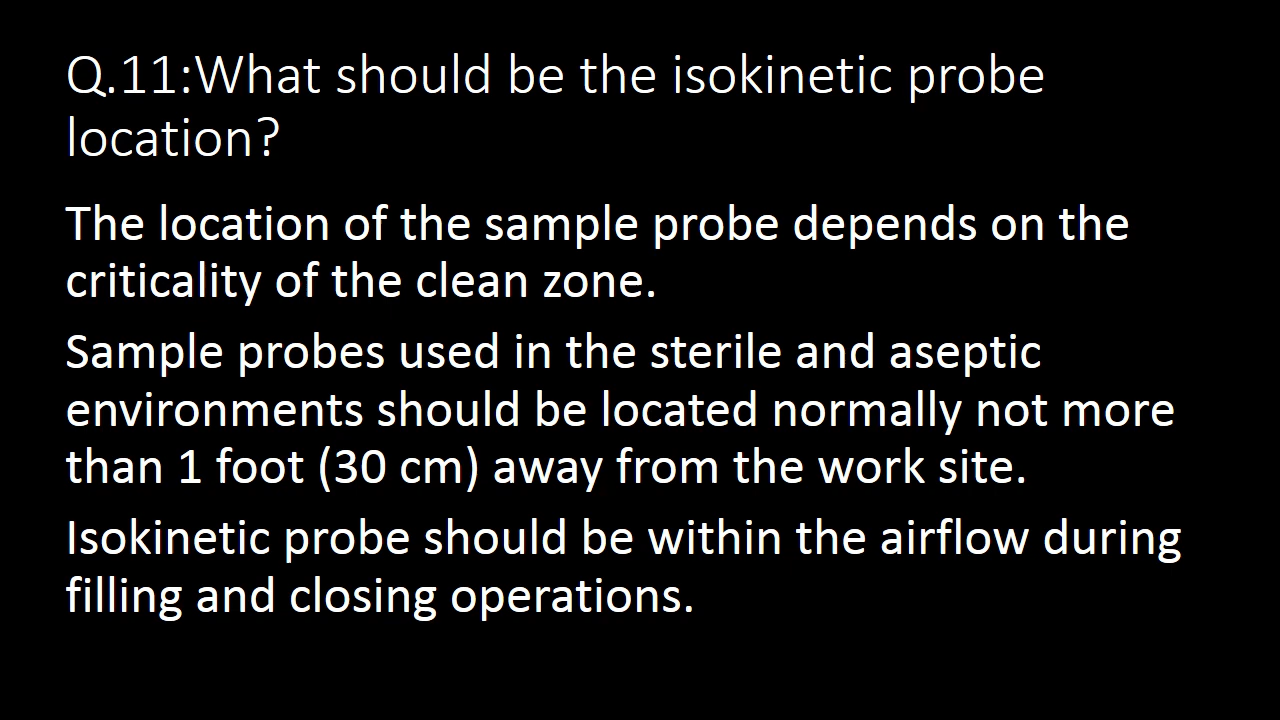 Q.11:What should be the isokinetic probe
location?
The location of the sample probe depends on the
criticality of the clean zone.
Sample probes used in the sterile and aseptic
environments should be located normally not more
than 1 foot (30 cm) away from the work site.
Isokinetic probe should be within the airflow during
filling and closing operations.